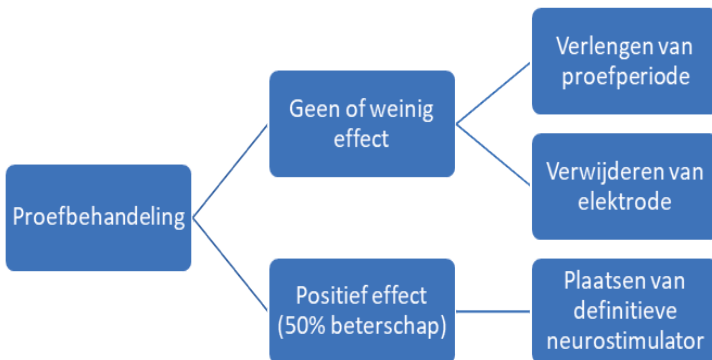 Proefbehandeling
Geen of weinig
effect
Verlengen van
proefperiode
Verwijderen van
elektrode
Positief effect
(50% beterschap)
Plaatsen van
definitieve
neurostimulator